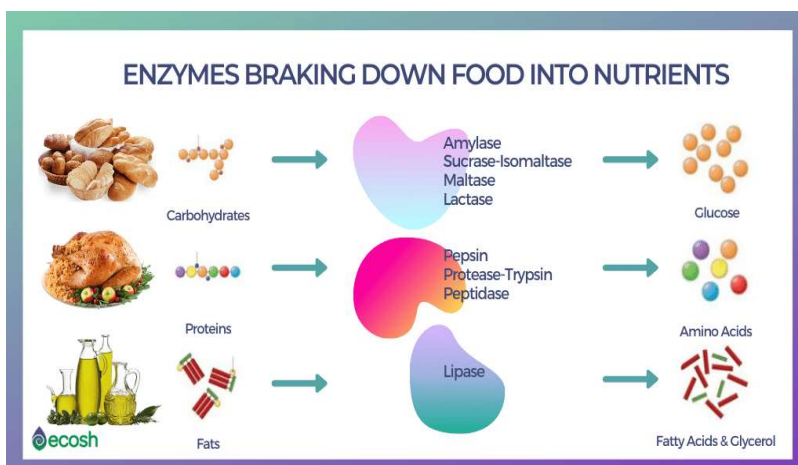 ENZYMES BRAKING DOWN FOOD INTO NUTRIENTS
Carbohydrates
Amylase
Sucrase-Isomaltase
Maltase
Lactase
Glucose
Proteins
Pepsin
Protease-Trypsin
Peptidase
Amino Acids
Fats
Lipase
Fatty Acids & Glycerol
ecosh